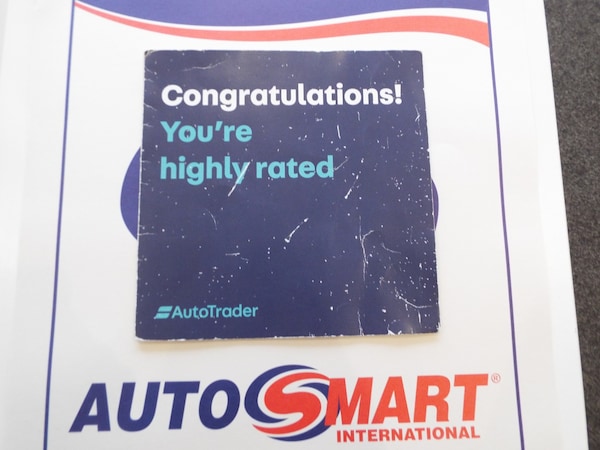 Congratulations!
You're
highly rated
AutoTrader
AUTOSMART®
INTERNATIONAL